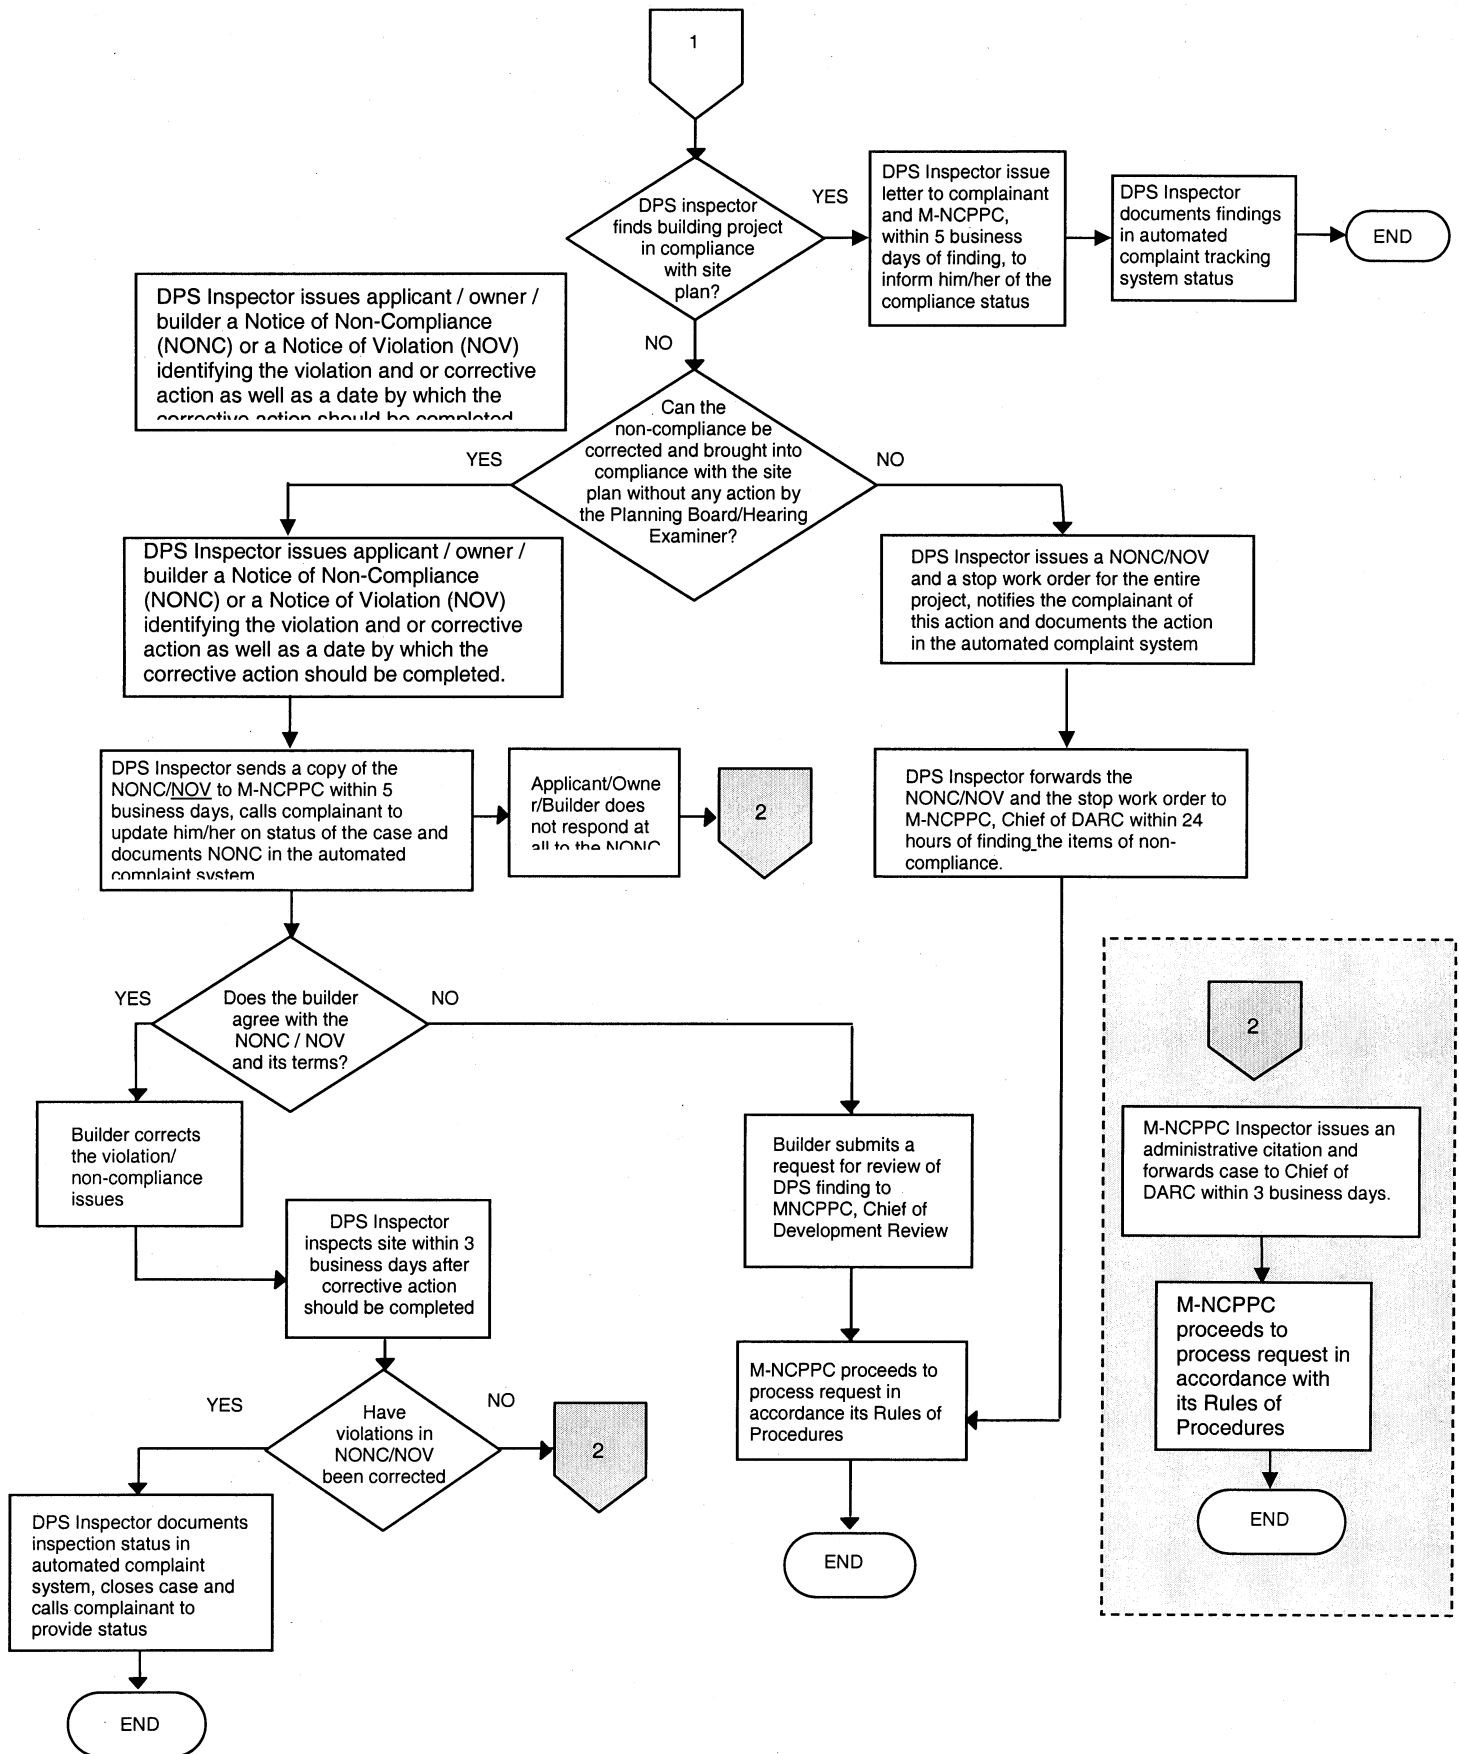 1
DPS inspector
finds building project
in compliance
with site
plan?
YES
DPS Inspector issue
letter to complainant
and M-NCPPC,
within 5 business
days of finding, to
inform him/her of the
compliance status
DPS Inspector
documents findings
in automated
complaint tracking
system status
END
NO
DPS Inspector issues applicant / owner /
builder a Notice of Non-Compliance
(NONC) or a Notice of Violation (NOV)
identifying the violation and or corrective
action as well as a date by which the
corrective action should be completed
Can the
non-compliance be
corrected and brought into
compliance with the site
plan without any action by
the Planning Board/Hearing
Examiner?
YES
NO
DPS Inspector issues applicant / owner /
builder a Notice of Non-Compliance
(NONC) or a Notice of Violation (NOV)
identifying the violation and or corrective
action as well as a date by which the
corrective action should be completed.
DPS Inspector issues a NONC/NOV
and a stop work order for the entire
project, notifies the complainant of
this action and documents the action
in the automated complaint system
DPS Inspector sends a copy of the
NONC/NOV to M-NCPPC within 5
business days, calls complainant to
update him/her on status of the case and
documents NONC in the automated
complaint system
Applicant/Owne
r/Builder does
not respond at
all to the NONC
2
DPS Inspector forwards the
NONC/NOV and the stop work order to
M-NCPPC, Chief of DARC within 24
hours of finding the items of non-
compliance.
Does the builder
agree with the
NONC / NOV
and its terms?
YES
NO
Builder corrects
the violation/
non-compliance
issues
DPS Inspector
inspects site within 3
business days after
corrective action
should be completed
Builder submits a
request for review of
DPS finding to
MNCPPC, Chief of
Development Review
M-NCPPC proceeds to
process request in
accordance its Rules of
Procedures
END
Have
violations in
NONC/NOV
been corrected
YES
NO
2
DPS Inspector documents
inspection status in
automated complaint
system, closes case and
calls complainant to
provide status
END
2
M-NCPPC Inspector issues an
administrative citation and
forwards case to Chief of
DARC within 3 business days.
M-NCPPC
proceeds to
process request in
accordance with
its Rules of
Procedures
END